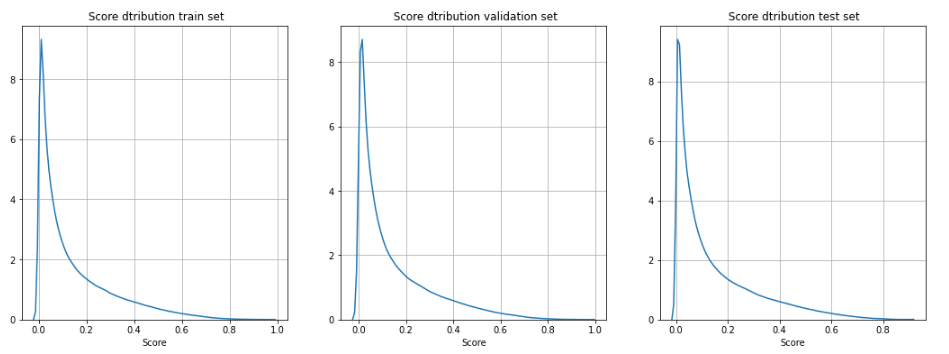 Score dtribution train set
8
6
4
2
0
0.0 0.2 0.4 0.6 0.8 1.0
Score
Score dtribution validation set
8
6
4
2
0
0.0 0.2 0.4 0.6 0.8 1.0
Score
Score dtribution test set
8
6
4
2
0
0.0 0.2 0.4 0.6 0.8
Score